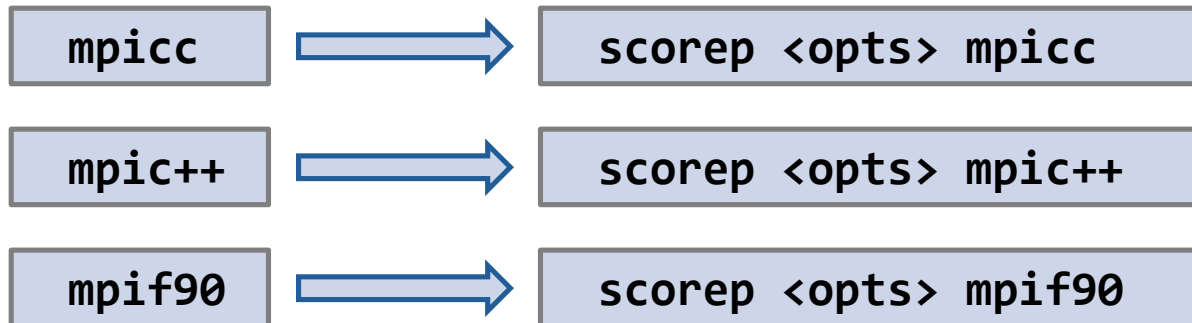 mpicc scorep <opts> mpicc
mpic++ scorep <opts> mpic++
mpif90 scorep <opts> mpif90